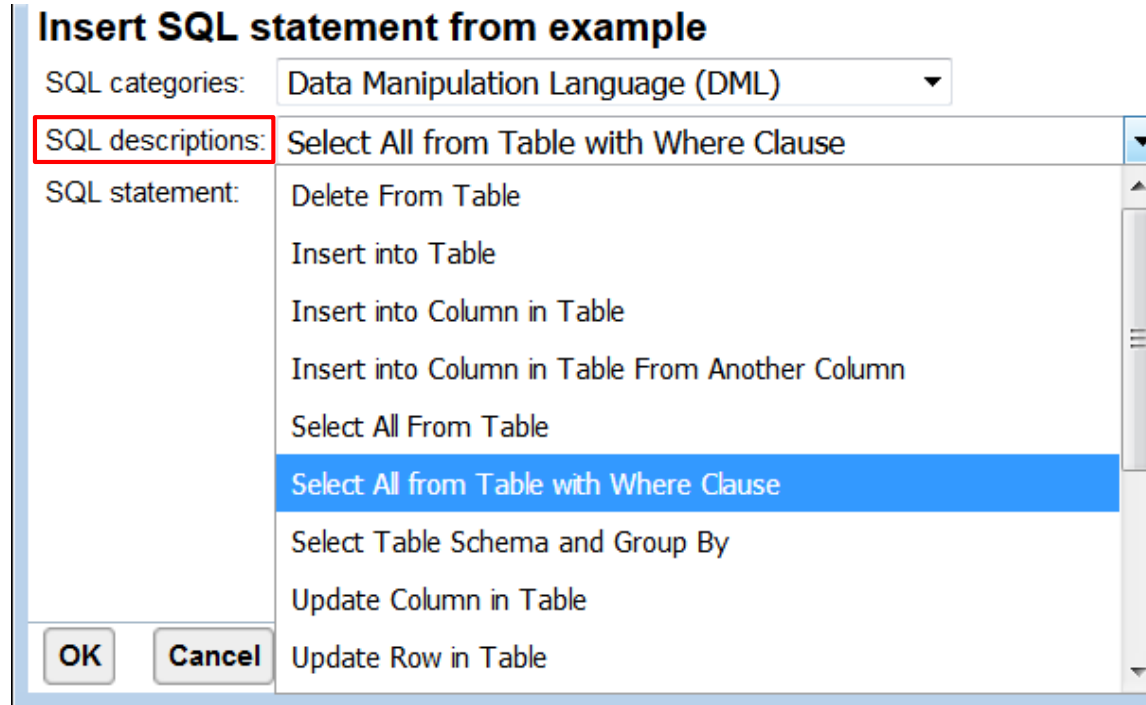 Insert SQL statement from example
SQL categories: Data Manipulation Language (DML)
SQL descriptions: Select All from Table with Where Clause
SQL statement: Delete From Table
Insert into Table
Insert into Column in Table
Insert into Column in Table From Another Column
Select All From Table
Select All from Table with Where Clause
Select Table Schema and Group By
Update Column in Table
OK Cancel Update Row in Table